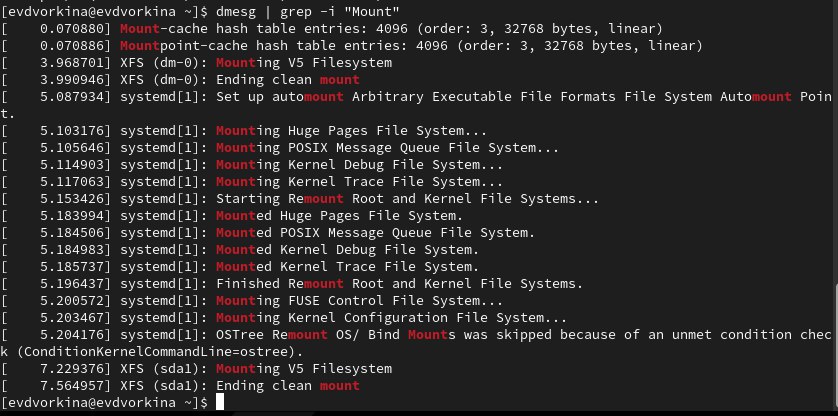 [evdvorkina@evdvorkina ~]$ dmesg | grep -i "Mount"
[    0.070880] Mount-cache hash table entries: 4096 (order: 3, 32768 bytes, linear)
[    0.070886] Mountpoint-cache hash table entries: 4096 (order: 3, 32768 bytes, linear)
[    3.968701] XFS (dm-0): Mounting V5 Filesystem
[    3.990946] XFS (dm-0): Ending clean mount
[    5.087934] systemd[1]: Set up automount Arbitrary Executable File Formats File System Automount Poin
t.
[    5.103176] systemd[1]: Mounting Huge Pages File System...
[    5.105646] systemd[1]: Mounting POSIX Message Queue File System...
[    5.114903] systemd[1]: Mounting Kernel Debug File System...
[    5.117063] systemd[1]: Mounting Kernel Trace File System...
[    5.153426] systemd[1]: Starting Remount Root and Kernel File Systems...
[    5.183994] systemd[1]: Mounted Huge Pages File System.
[    5.184506] systemd[1]: Mounted POSIX Message Queue File System.
[    5.184983] systemd[1]: Mounted Kernel Debug File System.
[    5.185737] systemd[1]: Mounted Kernel Trace File System.
[    5.196437] systemd[1]: Finished Remount Root and Kernel File Systems.
[    5.200572] systemd[1]: Mounting FUSE Control File System...
[    5.203467] systemd[1]: Mounting Kernel Configuration File System...
[    5.204176] systemd[1]: OSTree Remount OS/ Bind Mounts was skipped because of an unmet condition chec
k (ConditionKernelCommandLine=ostree).
[    7.229376] XFS (sda1): Mounting V5 Filesystem
[    7.564957] XFS (sda1): Ending clean mount
[evdvorkina@evdvorkina ~]$